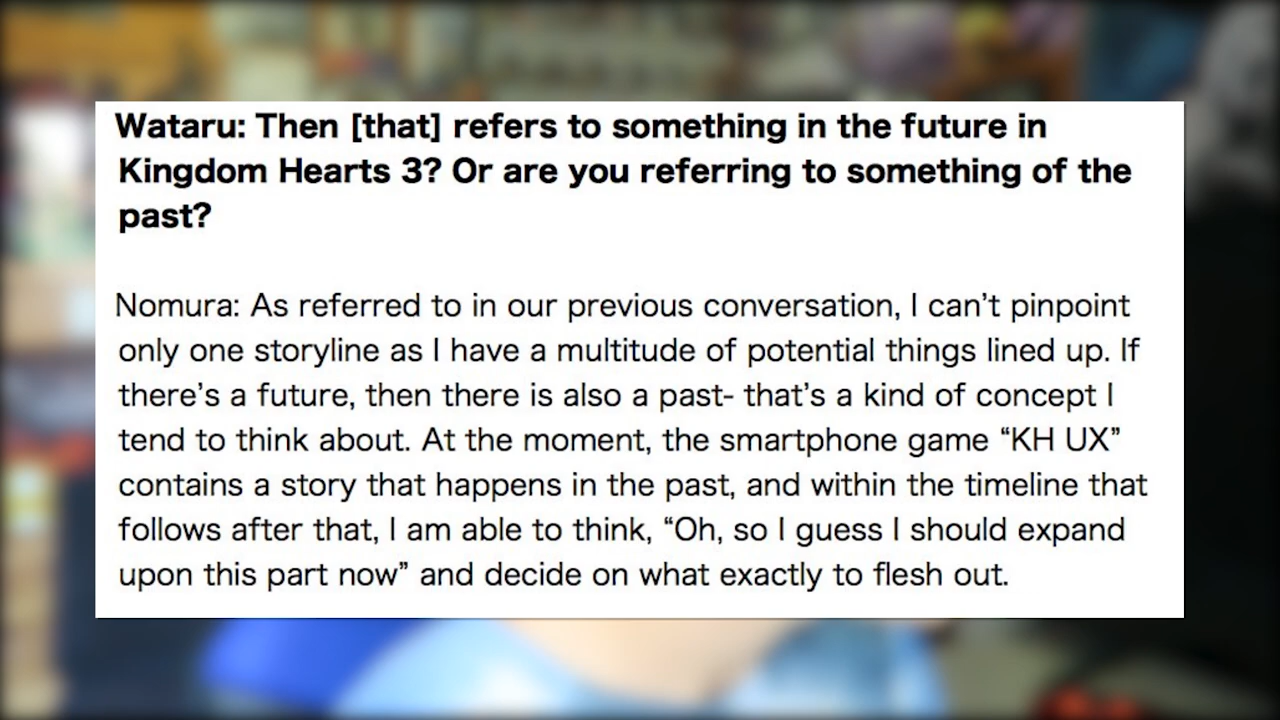 Wataru: Then [that] refers to something in the future in
Kingdom Hearts 3? Or are you referring to something of the
past?
Nomura: As referred to in our previous conversation, I can’t pinpoint
only one storyline as I have a multitude of potential things lined up. If
there’s a future, then there is also a past- that’s a kind of concept I
tend to think about. At the moment, the smartphone game “KH UX”
contains a story that happens in the past, and within the timeline that
follows after that, I am able to think, “Oh, so I guess I should expand
upon this part now” and decide on what exactly to flesh out.